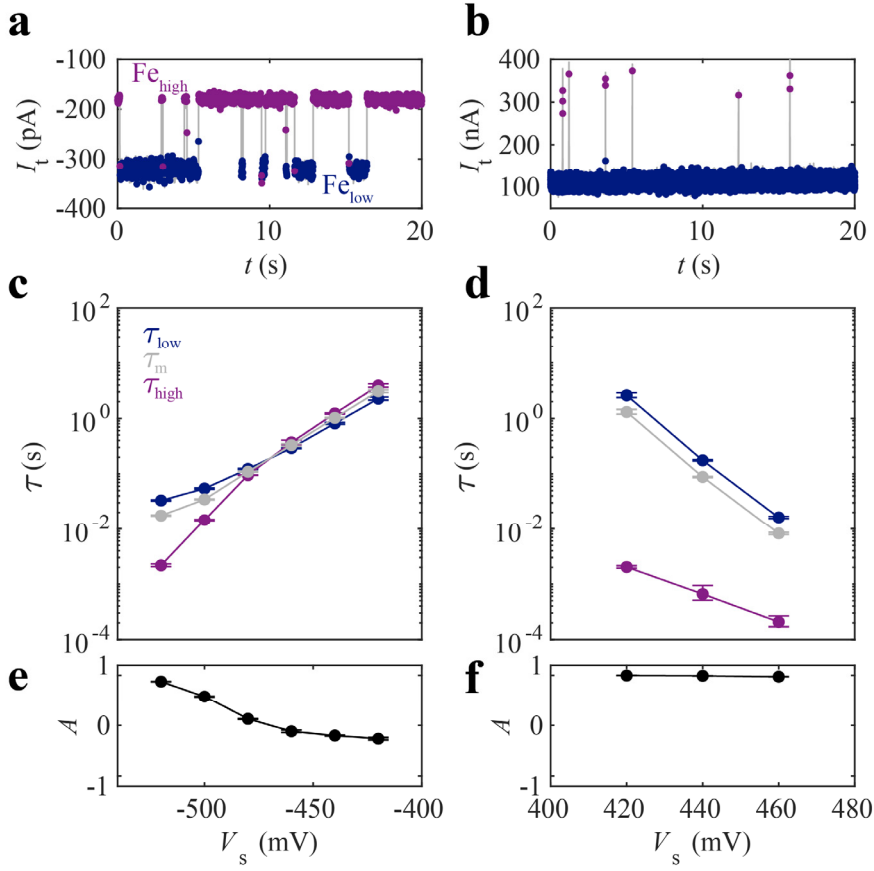 a
b
-100
-200
-300
-400
I_t (pA)
Fe_high
Fe_low
0
10
20
t (s)
400
300
200
100
I_t (nA)
0
10
20
t (s)
c
d
10^2
10^0
10^-2
10^-4
τ (s)
τ_low
τ_m
τ_high
10^2
10^0
10^-2
10^-4
τ (s)
e
f
1
0
-1
A
-500
-450
-400
V_s (mV)
1
0
-1
A
400
420
440
460
480
V_s (mV)